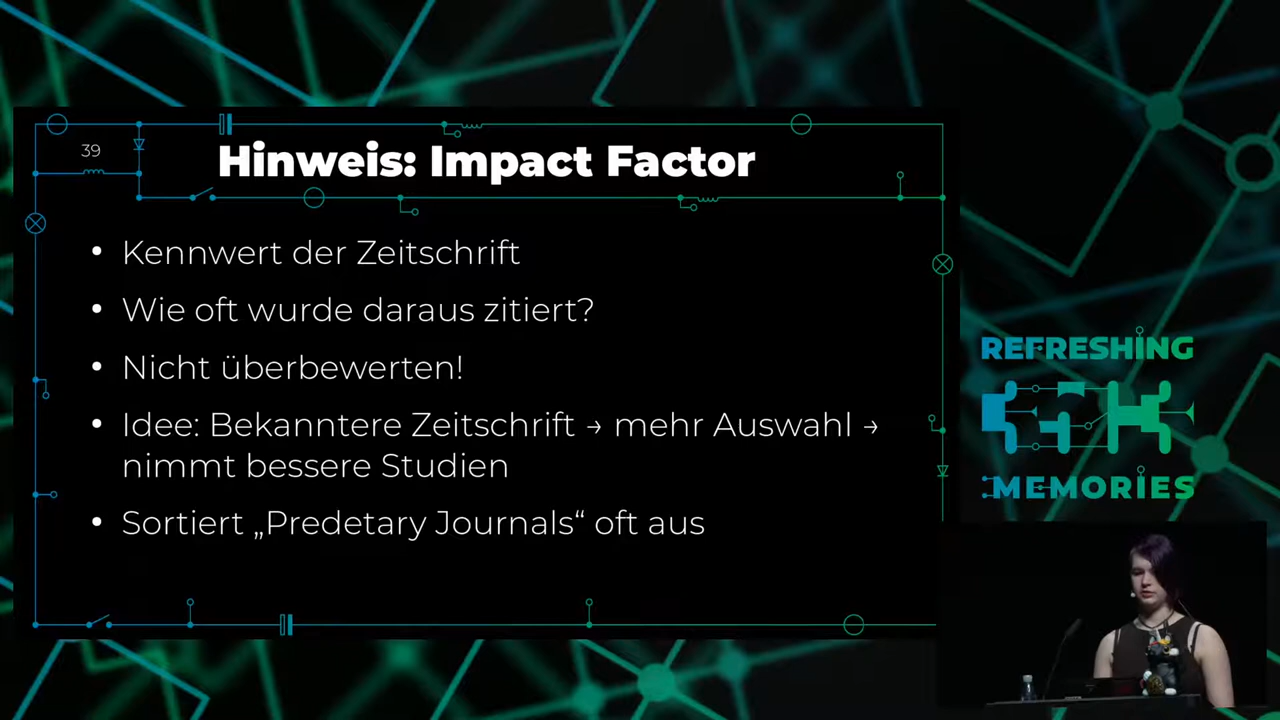 39
Hinweis: Impact Factor
• Kennwert der Zeitschrift
• Wie oft wurde daraus zitiert?
• Nicht überbewerten!
• Idee: Bekanntere Zeitschrift → mehr Auswahl →
nimmt bessere Studien
• Sortiert „Predetary Journals“ oft aus
REFRESHING
MEMORIES